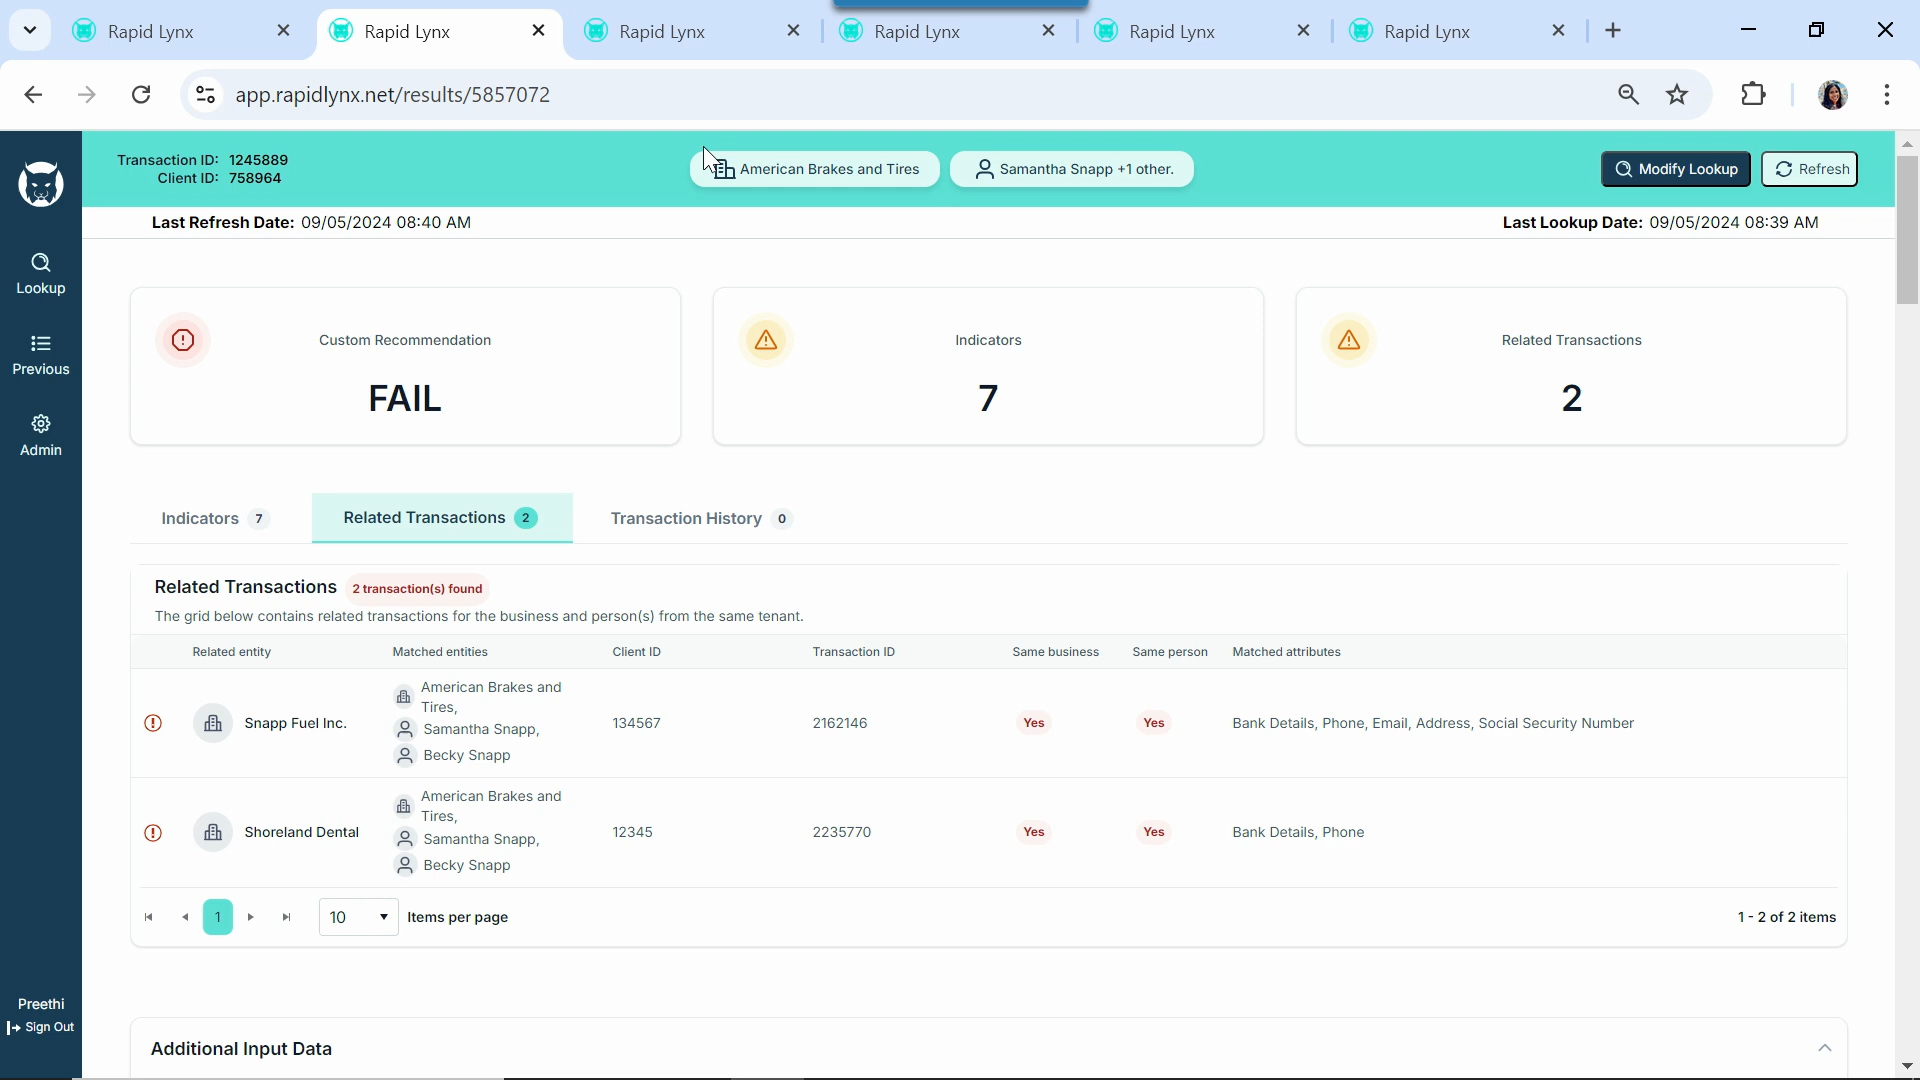 Rapid Lynx
Rapid Lynx
Rapid Lynx
Rapid Lynx
Rapid Lynx
Rapid Lynx
app.rapidlynx.net/results/5857072
Transaction ID: 1245889
Client ID: 758964
American Brakes and Tires
Samantha Snapp +1 other.
Modify Lookup
Refresh
Last Refresh Date: 09/05/2024 08:40 AM
Last Lookup Date: 09/05/2024 08:39 AM
Lookup
Previous
Admin
Custom Recommendation
FAIL
Indicators
7
Related Transactions
2
Indicators 7
Related Transactions 2
Transaction History 0
Related Transactions 2 transaction(s) found
The grid below contains related transactions for the business and person(s) from the same tenant.
Related entity Matched entities Client ID Transaction ID Same business Same person Matched attributes
American Brakes and
Tires,
Snapp Fuel Inc. Samantha Snapp, 134567 2162146 Yes Yes Bank Details, Phone, Email, Address, Social Security Number
Becky Snapp
American Brakes and
Tires,
Shoreland Dental Samantha Snapp, 12345 2235770 Yes Yes Bank Details, Phone
Becky Snapp
1 10 Items per page 1 - 2 of 2 items
Preethi
Sign Out
Additional Input Data